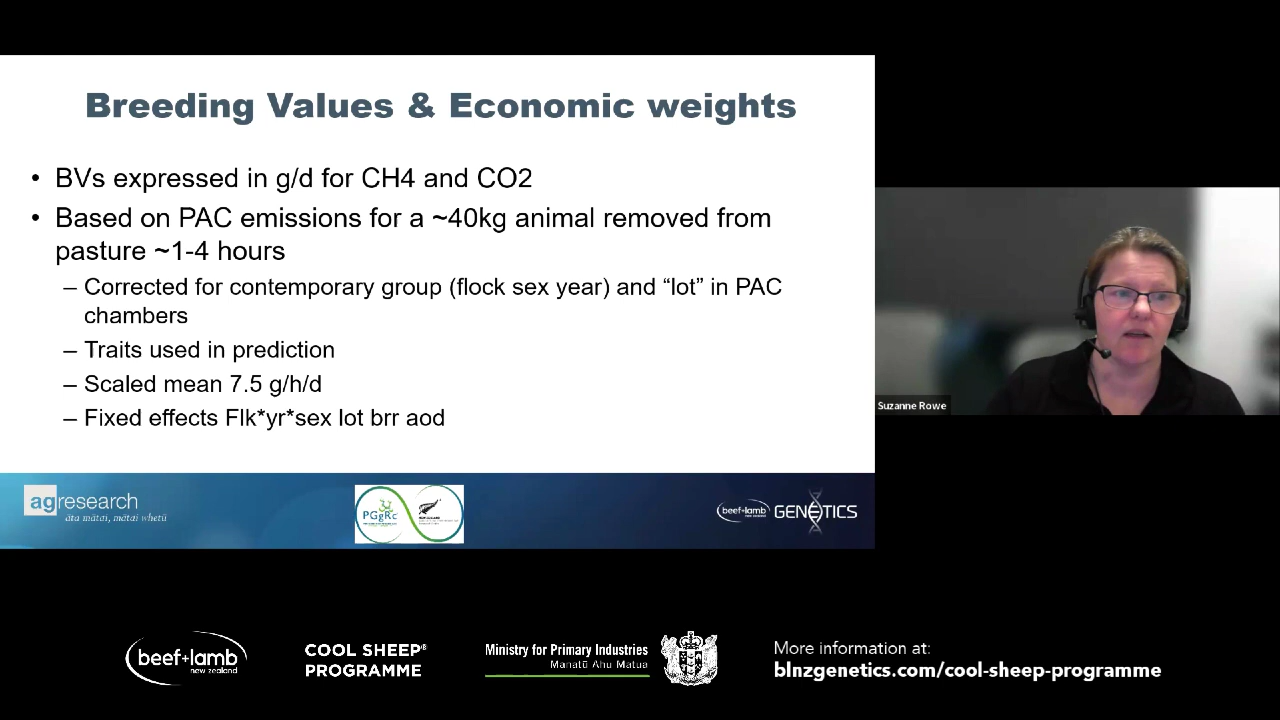 Breeding Values & Economic weights
• BVs expressed in g/d for CH4 and CO2
• Based on PAC emissions for a ~40kg animal removed from
pasture ~1-4 hours
– Corrected for contemporary group (flock sex year) and “lot” in PAC
chambers
– Traits used in prediction
– Scaled mean 7.5 g/h/d
– Fixed effects Flk*yr*sex lot brr aod
Suzanne Rowe
agresearch
āta mātai, mātai whetū
PGgRc
beef+lamb
GENETICS
beef+lamb
new zealand
COOL SHEEP®
PROGRAMME
Ministry for Primary Industries
Manatū Ahu Matua
More information at:
blnzgenetics.com/cool-sheep-programme